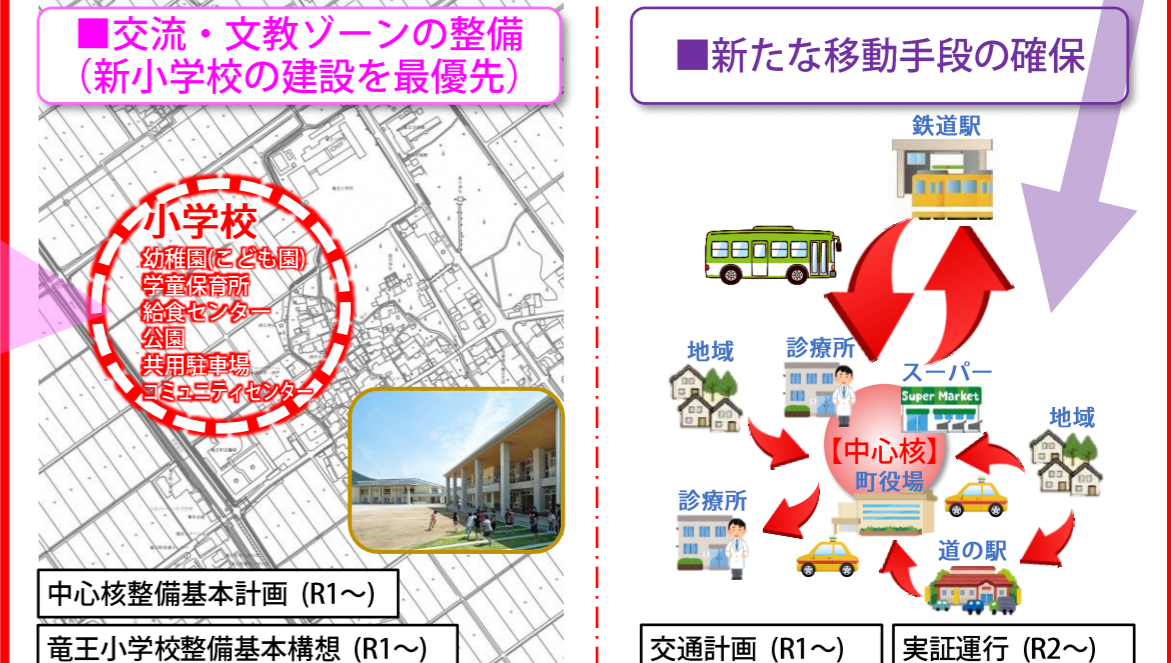 ■交流・文教ゾーンの整備
（新小学校の建設を最優先）
小学校
幼稚園(こども園)
学童保育所
給食センター
公園
共用駐車場
コミュニティセンター
中心核整備基本計画 (R1～)
竜王小学校整備基本構想 (R1～)
■新たな移動手段の確保
鉄道駅
地域
診療所
スーパー
Super Market
地域
【中心核】
町役場
診療所
道の駅
交通計画 (R1～)
実証運行 (R2～)